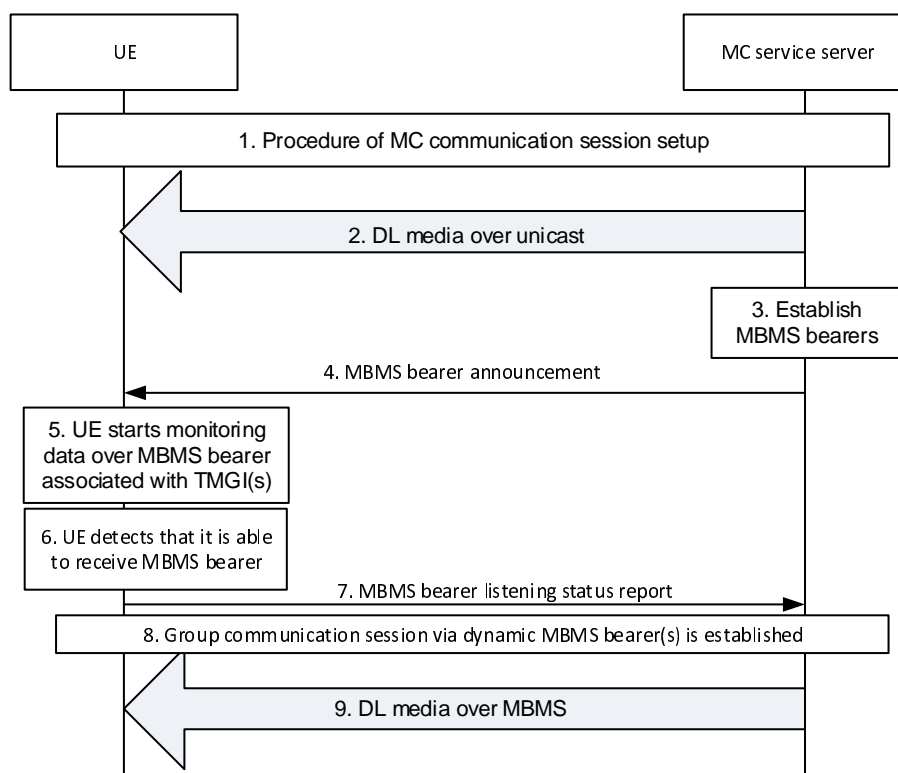 UE
MC service server
1. Procedure of MC communication session setup
2. DL media over unicast
3. Establish
MBMS bearers
4. MBMS bearer announcement
5. UE starts monitoring
data over MBMS bearer
associated with TMGI(s)
6. UE detects that it is able
to receive MBMS bearer
7. MBMS bearer listening status report
8. Group communication session via dynamic MBMS bearer(s) is established
9. DL media over MBMS